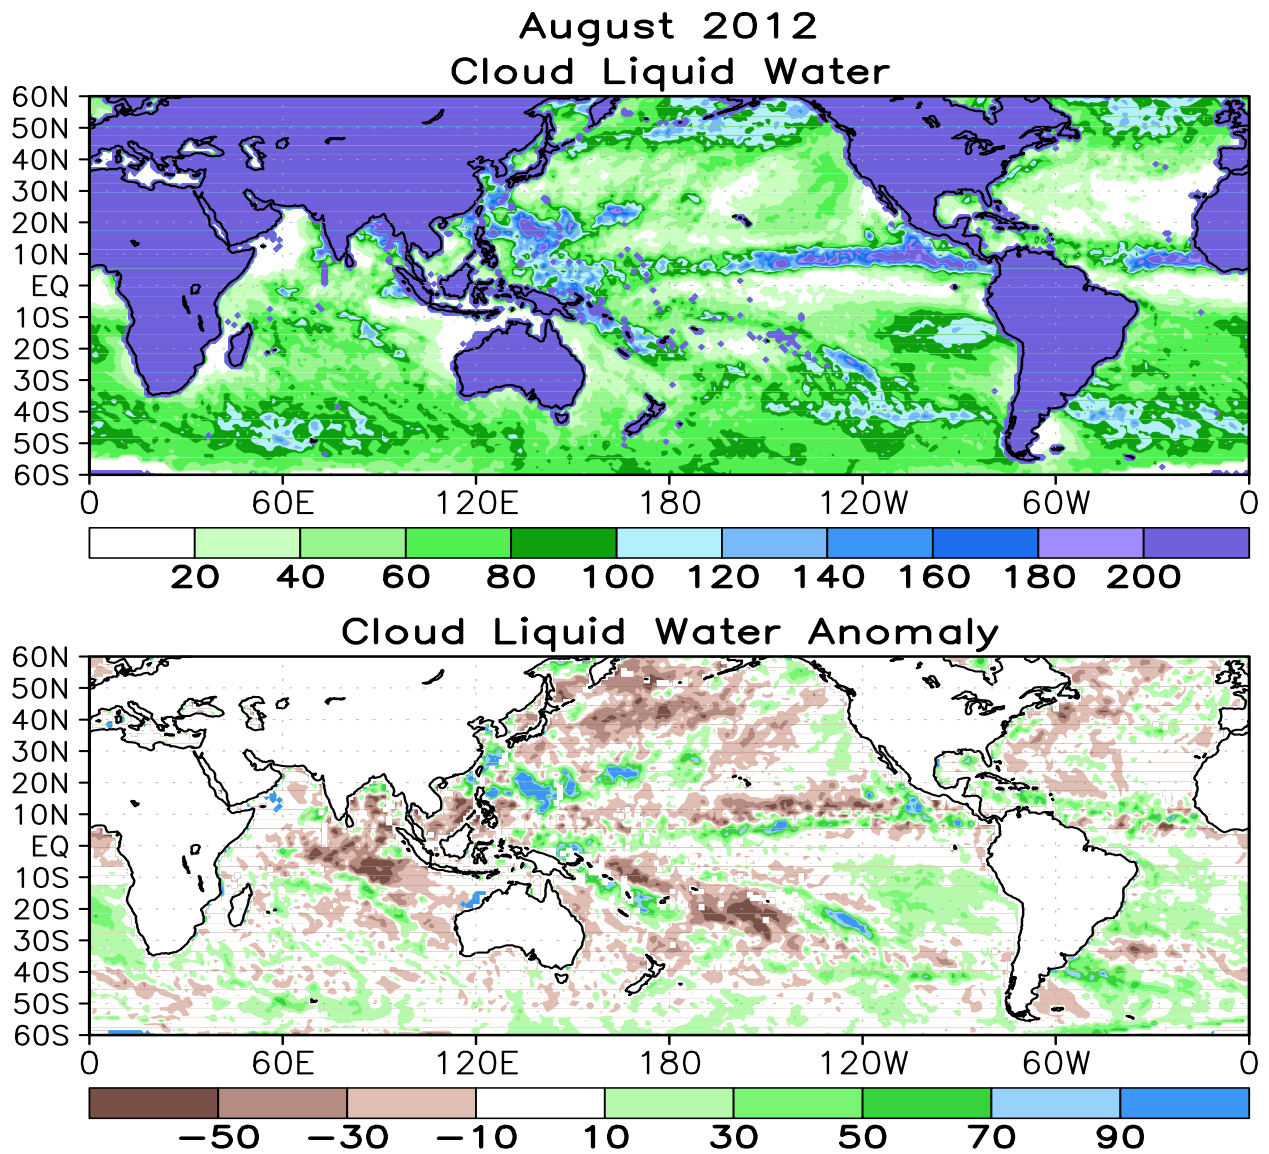 August 2012
Cloud Liquid Water
60N
50N
40N
30N
20N
10N
EQ
10S
20S
30S
40S
50S
60S
0 60E 120E 180 120W 60W 0
20 40 60 80 100 120 140 160 180 200
Cloud Liquid Water Anomaly
60N
50N
40N
30N
20N
10N
EQ
10S
20S
30S
40S
50S
60S
0 60E 120E 180 120W 60W 0
−50 −30 −10 10 30 50 70 90